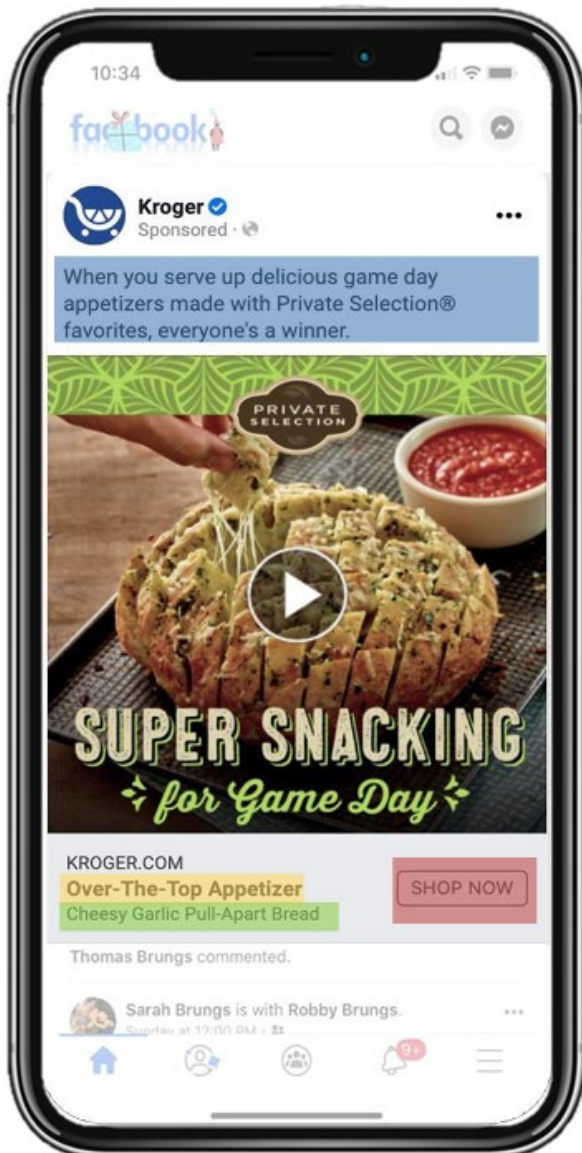 10:34
facebook
Kroger
Sponsored ·
When you serve up delicious game day
appetizers made with Private Selection®
favorites, everyone's a winner.
PRIVATE
SELECTION
SUPER SNACKING
for Game Day
KROGER.COM
Over-The-Top Appetizer
SHOP NOW
Cheesy Garlic Pull-Apart Bread
Thomas Brungs commented.
Sarah Brungs is with Robby Brungs.
Sunday at 12:00 PM ·
9+